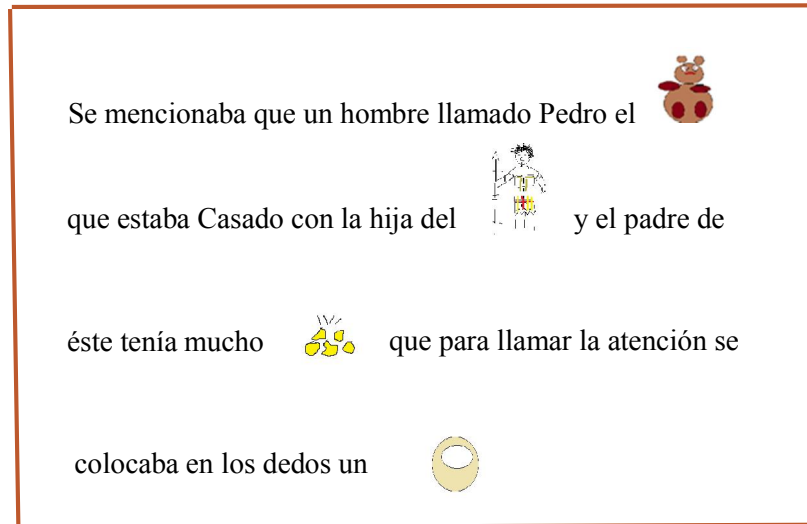 Se mencionaba que un hombre llamado Pedro el
que estaba Casado con la hija del y el padre de
éste tenía mucho que para llamar la atención se
colocaba en los dedos un